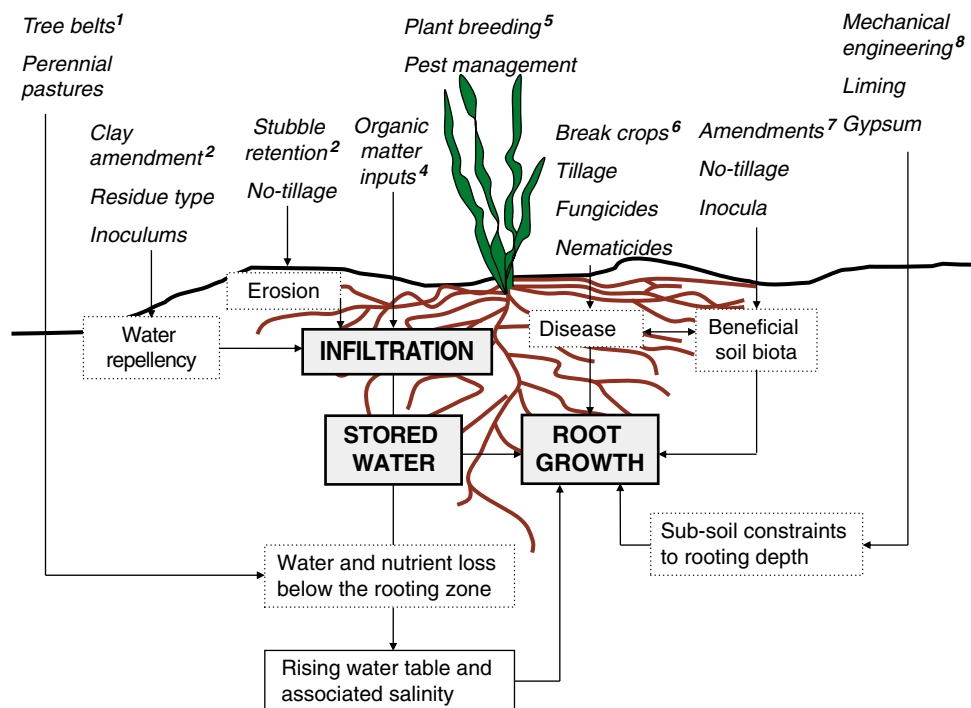 Tree belts1
Perennial
pastures
Clay
amendment2
Residue type
Inoculums
Stubble
retention2
No-tillage
Organic
matter
inputs4
Plant breeding5
Pest management
Break crops6
Tillage
Fungicides
Nematicides
Amendments7
No-tillage
Inocula
Mechanical
engineering8
Liming
Gypsum
Erosion
Water
repellency
INFILTRATION
Disease
Beneficial
soil biota
STORED
WATER
ROOT
GROWTH
Sub-soil constraints
to rooting depth
Water and nutrient loss
below the rooting zone
Rising water table and
associated salinity